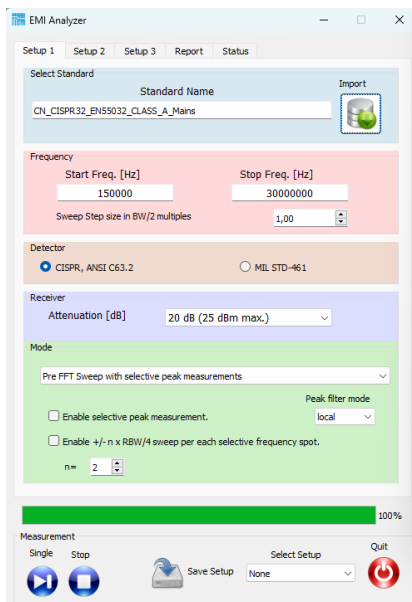 EMI Analyzer
Setup 1 Setup 2 Setup 3 Report Status
Select Standard
Standard Name
Import
CN_CISPR32_EN55032_CLASS_A_Mains
Frequency
Start Freq. [Hz] Stop Freq. [Hz]
150000 30000000
Sweep Step size in BW/2 multiples 1,00
Detector
CISPR, ANSI C63.2 MIL STD-461
Receiver
Attenuation [dB] 20 dB (25 dBm max.)
Mode
Pre FFT Sweep with selective peak measurements
Peak filter mode
Enable selective peak measurement. local
Enable +/- n x RBW/4 sweep per each selective frequency spot.
n= 2
100%
Measurement
Single Stop Select Setup Quit
Save Setup None